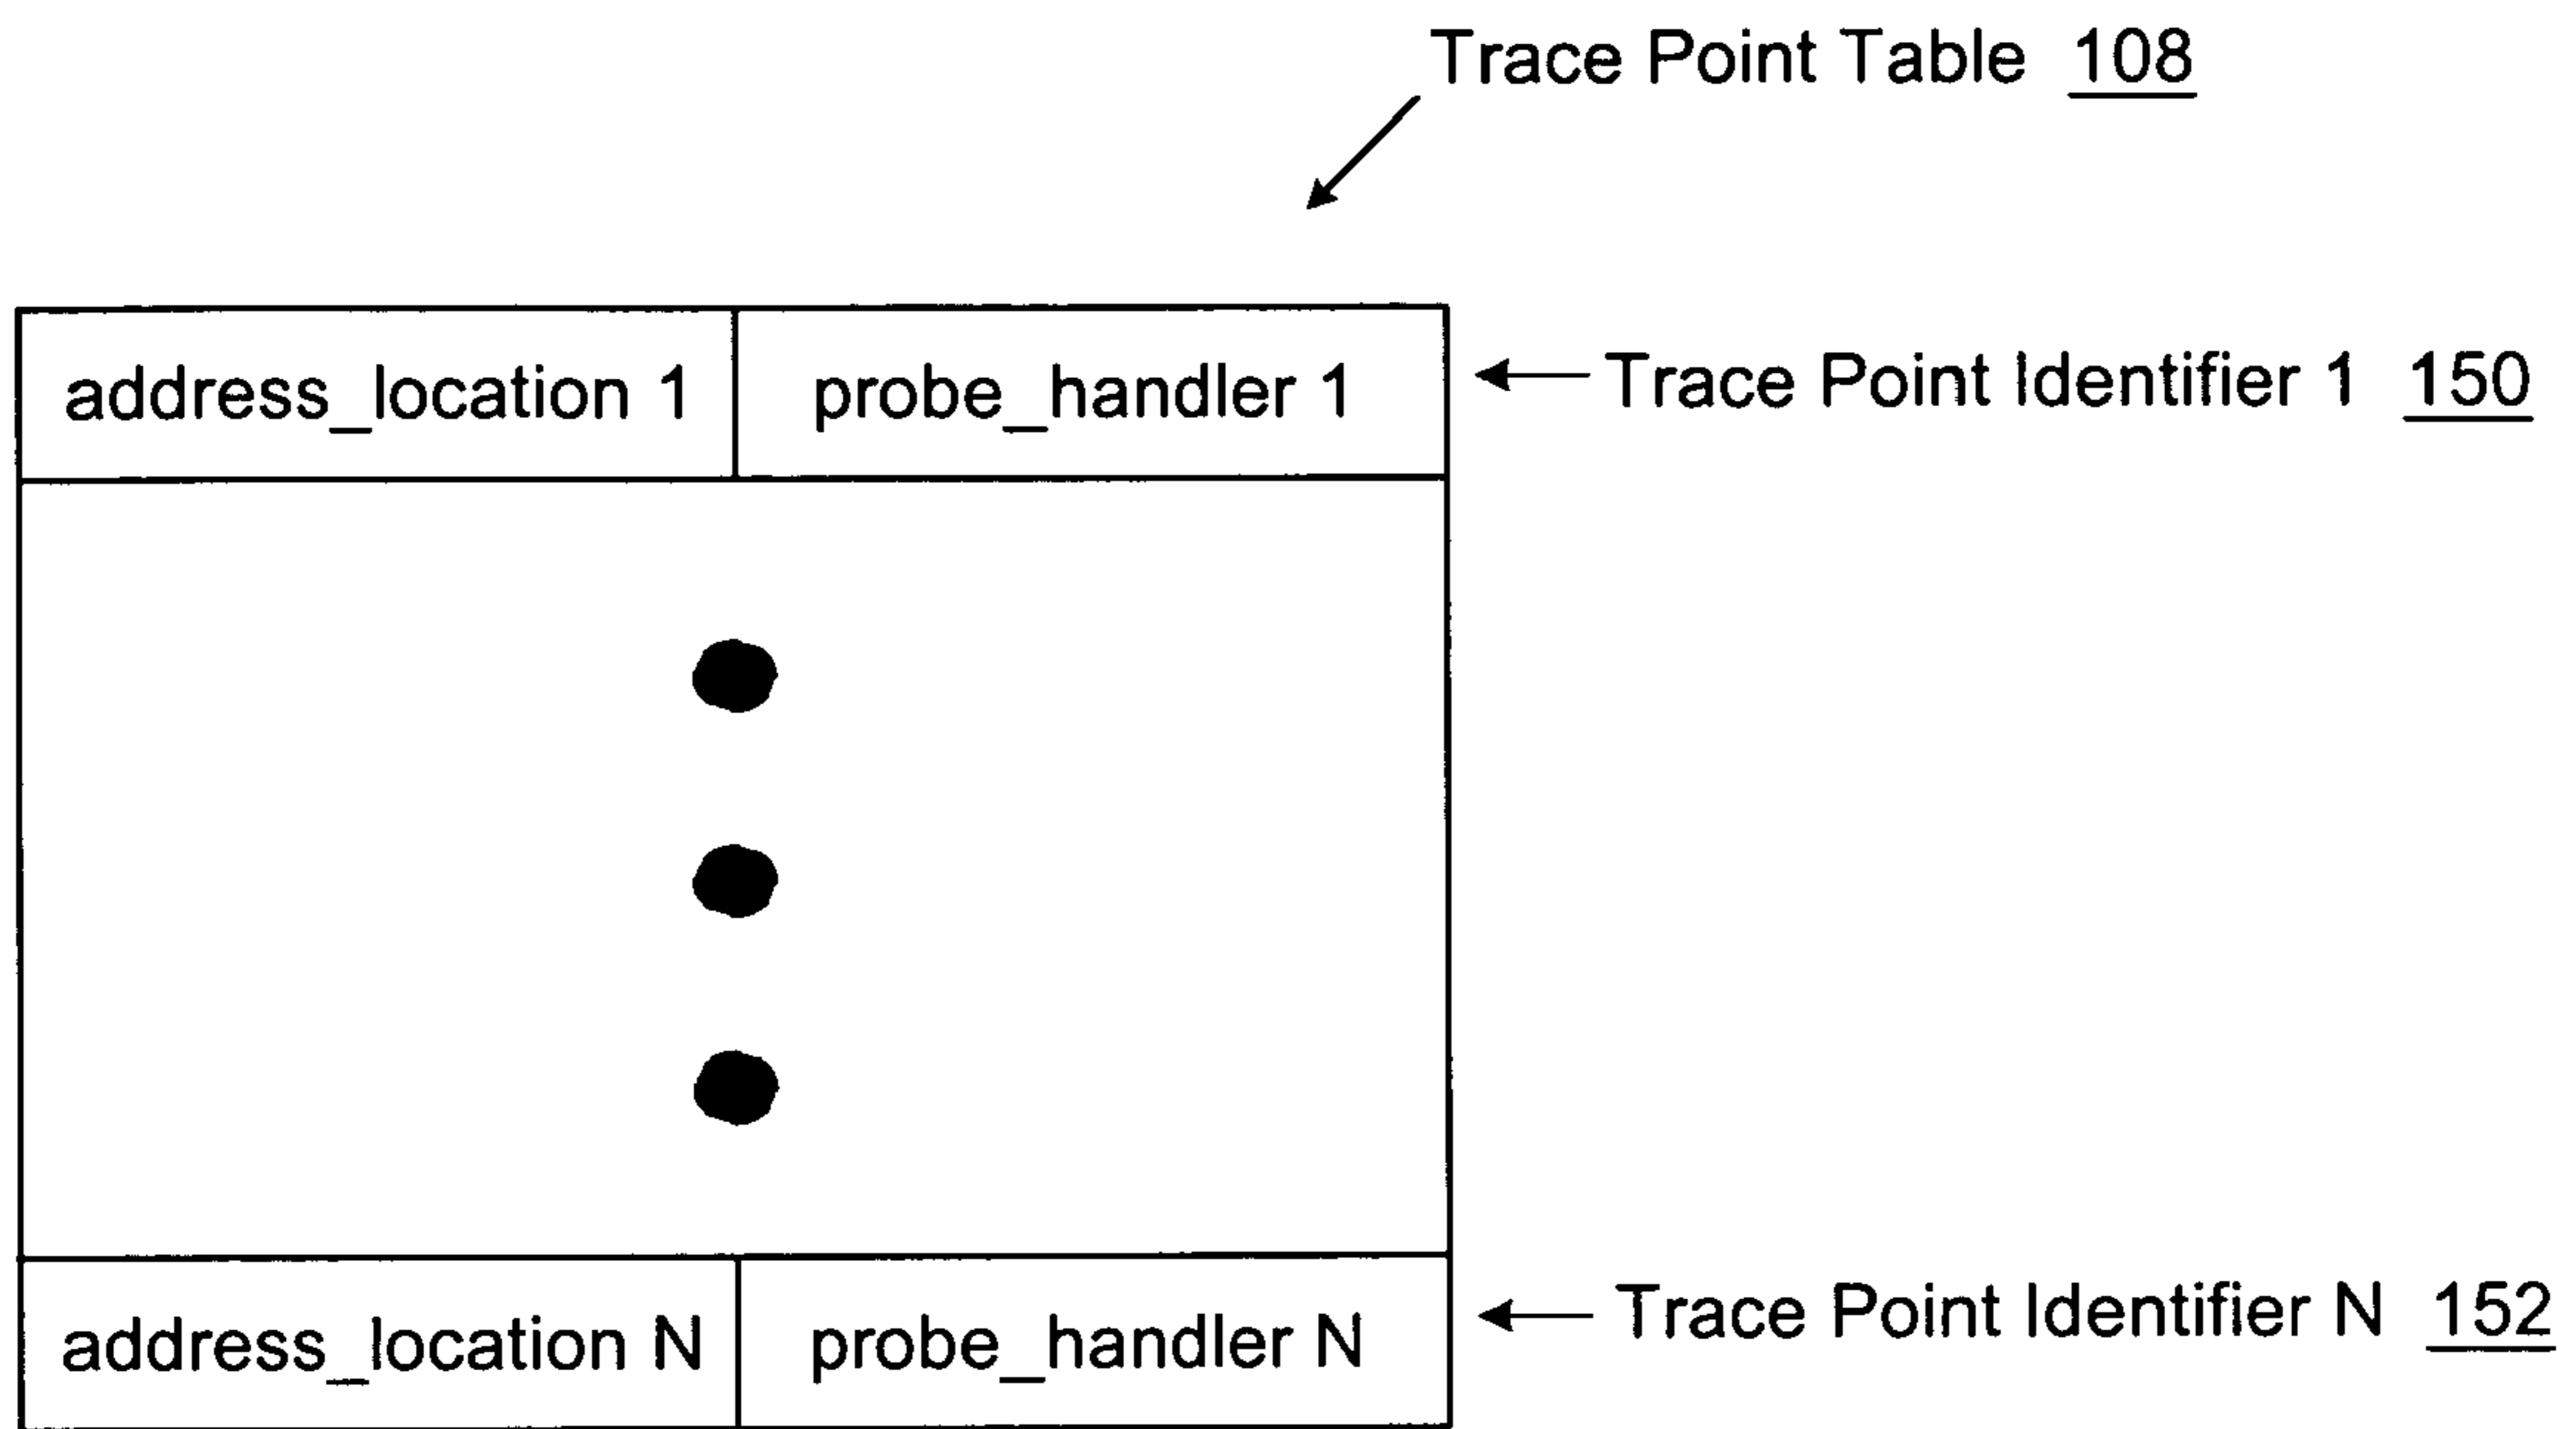 Trace Point Table 108
address_location 1 probe_handler 1 Trace Point Identifier 1 150
address_location N probe_handler N Trace Point Identifier N 152